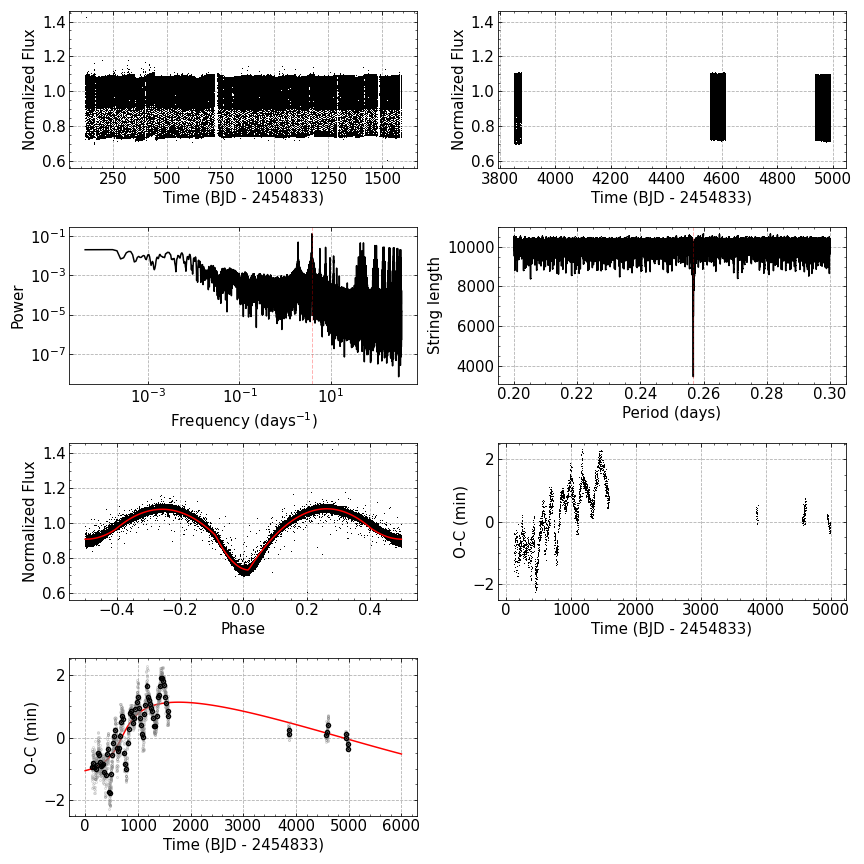 Normalized Flux
1.4
1.2
1.0
0.8
0.6
250 500 750 1000 1250 1500
Time (BJD - 2454833)
Normalized Flux
1.4
1.2
1.0
0.8
0.6
3800 4000 4200 4400 4600 4800 5000
Time (BJD - 2454833)
Power
10⁻¹
10⁻³
10⁻⁵
10⁻⁷
10⁻³ 10⁻¹ 10¹
Frequency (days⁻¹)
String length
10000
8000
6000
4000
0.20 0.22 0.24 0.26 0.28 0.30
Period (days)
Normalized Flux
1.4
1.2
1.0
0.8
0.6
−0.4 −0.2 0.0 0.2 0.4
Phase
O-C (min)
2
0
−2
0 1000 2000 3000 4000 5000
Time (BJD - 2454833)
O-C (min)
2
0
−2
0 1000 2000 3000 4000 5000 6000
Time (BJD - 2454833)